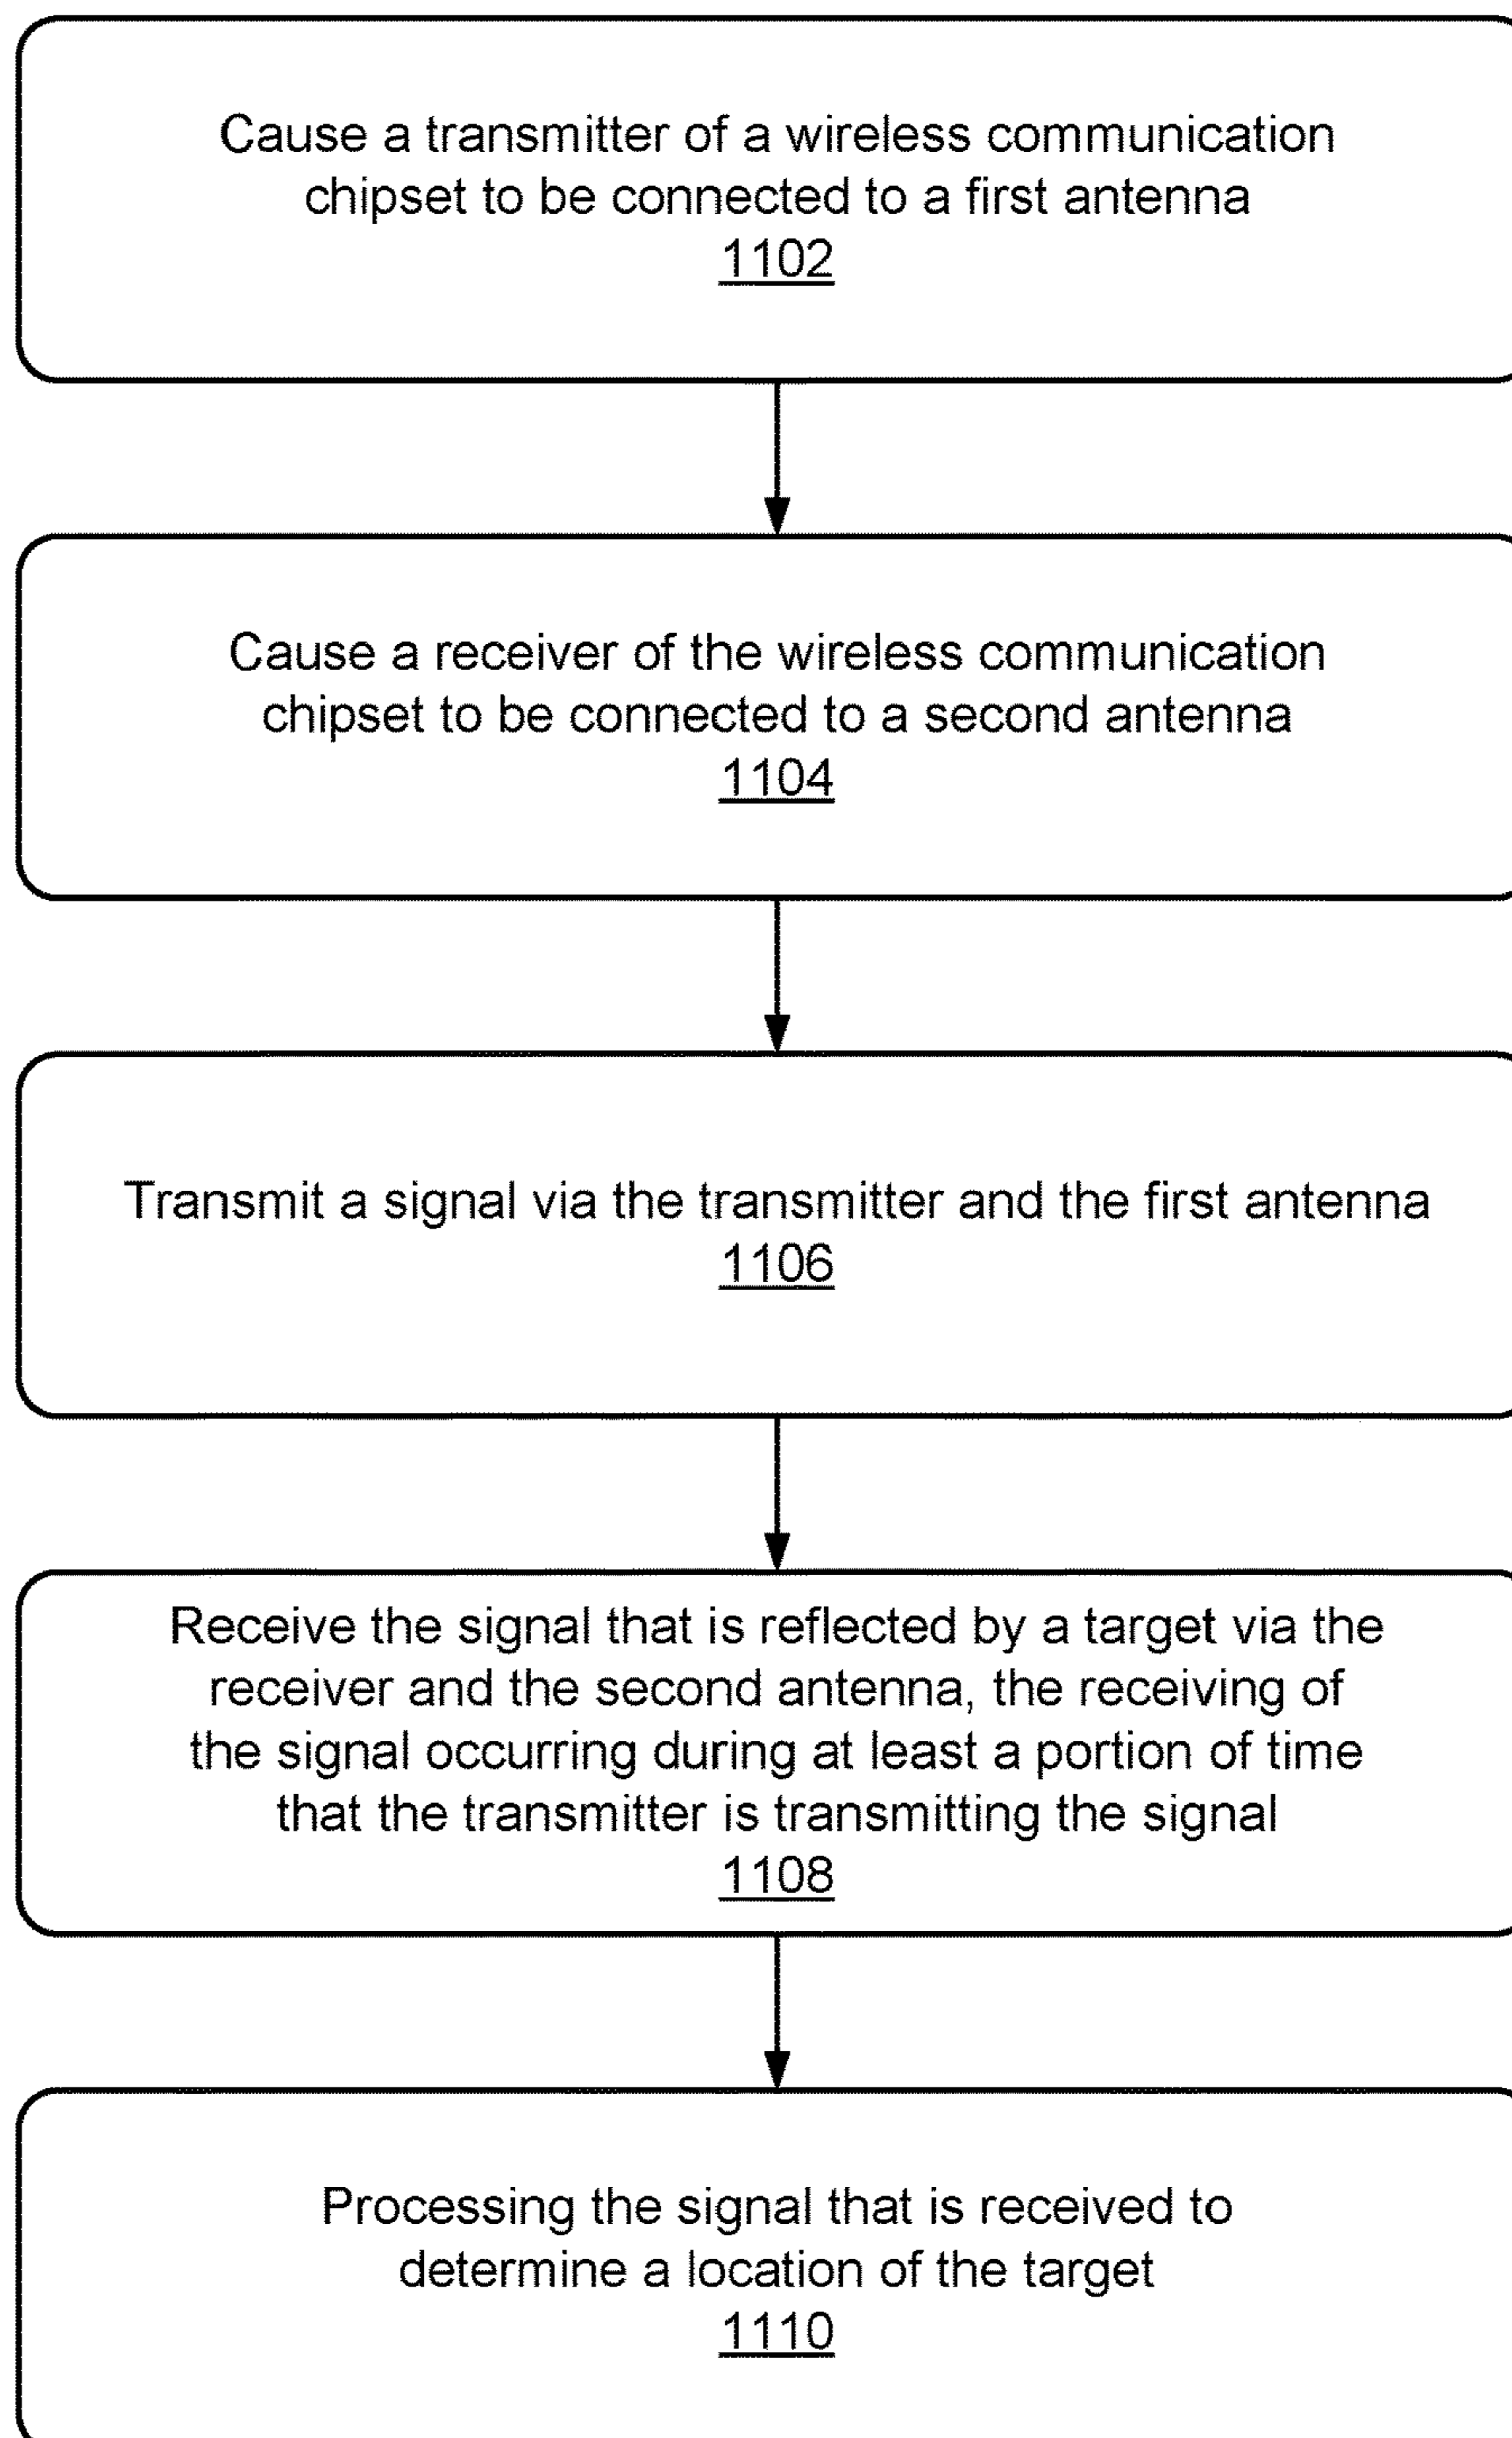 Cause a transmitter of a wireless communication
chipset to be connected to a first antenna
1102
Cause a receiver of the wireless communication
chipset to be connected to a second antenna
1104
Transmit a signal via the transmitter and the first antenna
1106
Receive the signal that is reflected by a target via the
receiver and the second antenna, the receiving of
the signal occurring during at least a portion of time
that the transmitter is transmitting the signal
1108
Processing the signal that is received to
determine a location of the target
1110